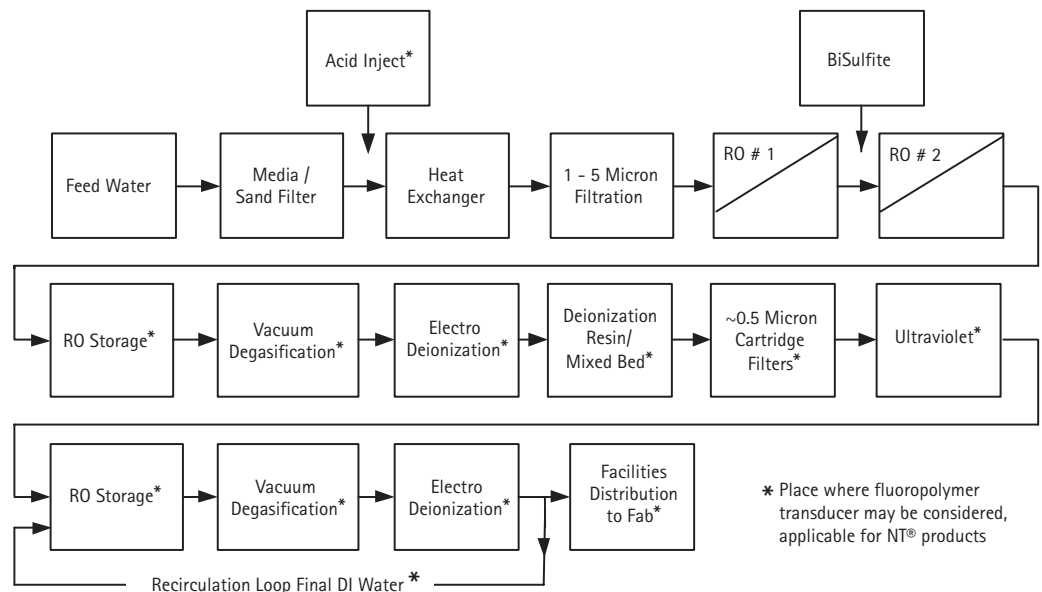 Acid Inject*
BiSulfite
Feed Water
Media /
Sand Filter
Heat
Exchanger
1 - 5 Micron
Filtration
RO # 1
RO # 2
RO Storage*
Vacuum
Degasification*
Electro
Deionization*
Deionization
Resin/
Mixed Bed*
~0.5 Micron
Cartridge
Filters*
Ultraviolet*
RO Storage*
Vacuum
Degasification*
Electro
Deionization*
Facilities
Distribution
to Fab*
* Place where fluoropolymer
transducer may be considered,
applicable for NT® products
Recirculation Loop Final DI Water *